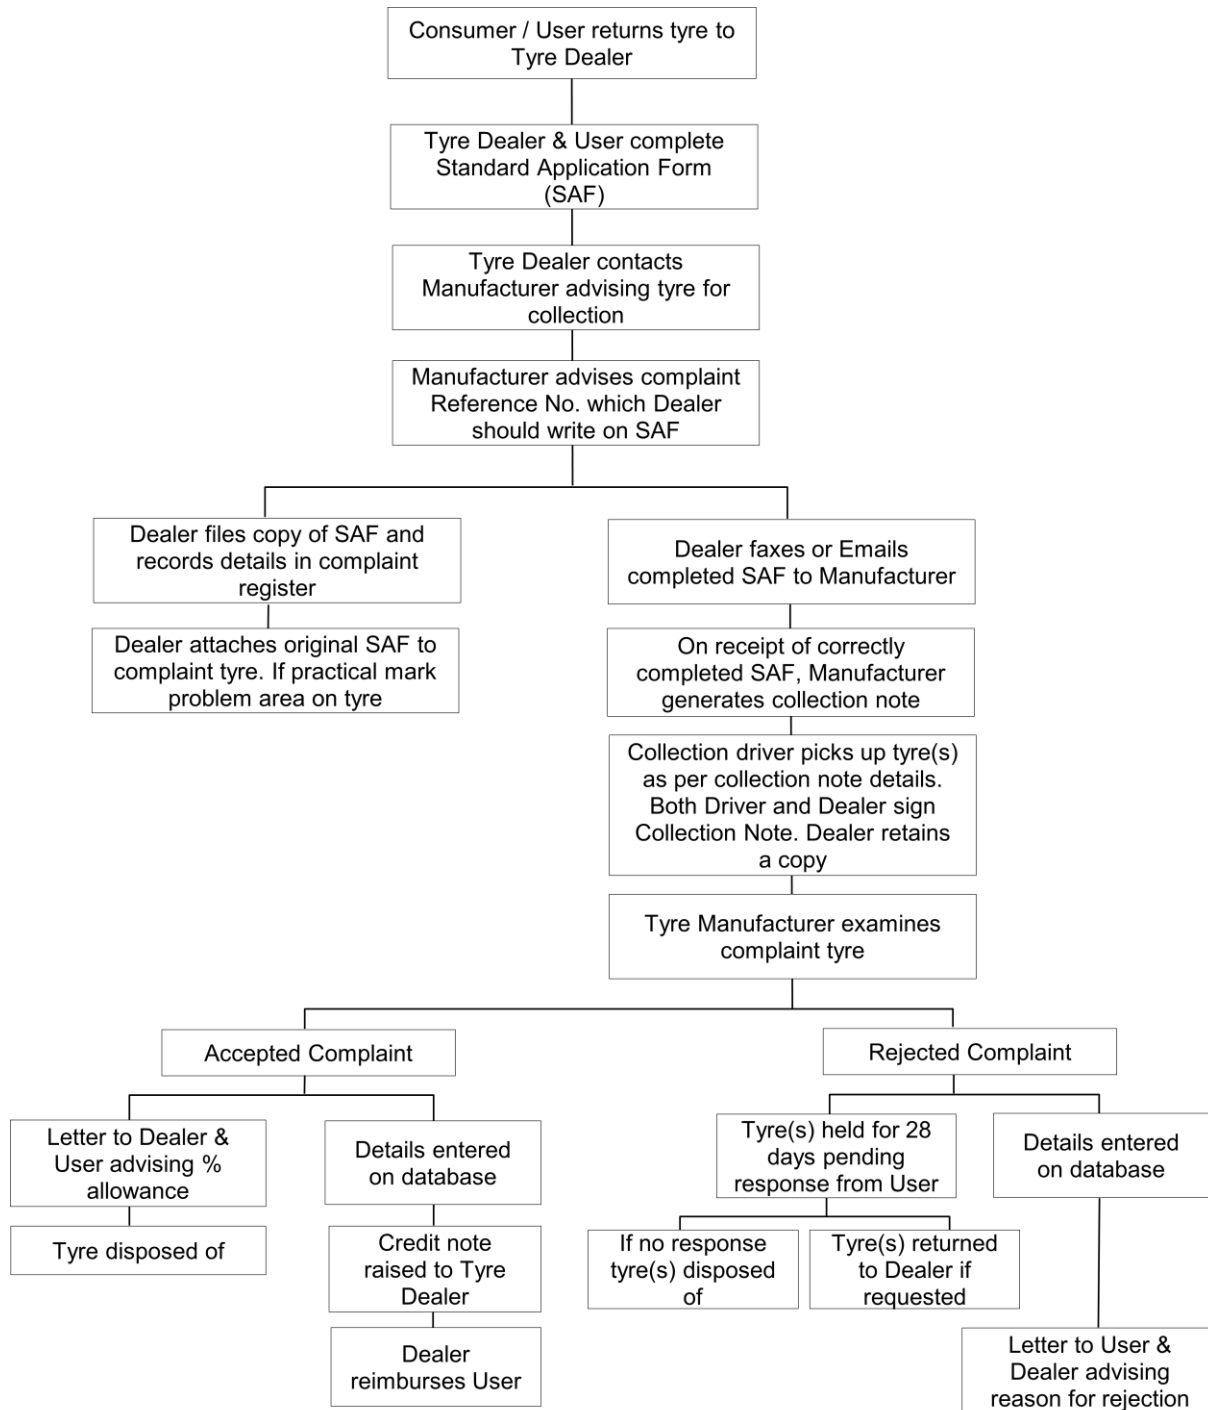 Consumer / User returns tyre to
Tyre Dealer
Tyre Dealer & User complete
Standard Application Form
(SAF)
Tyre Dealer contacts
Manufacturer advising tyre for
collection
Manufacturer advises complaint
Reference No. which Dealer
should write on SAF
Dealer files copy of SAF and
records details in complaint
register
Dealer attaches original SAF to
complaint tyre. If practical mark
problem area on tyre
Dealer faxes or Emails
completed SAF to Manufacturer
On receipt of correctly
completed SAF, Manufacturer
generates collection note
Collection driver picks up tyre(s)
as per collection note details.
Both Driver and Dealer sign
Collection Note. Dealer retains
a copy
Tyre Manufacturer examines
complaint tyre
Accepted Complaint
Letter to Dealer &
User advising %
allowance
Tyre disposed of
Details entered
on database
Credit note
raised to Tyre
Dealer
Dealer
reimburses User
Rejected Complaint
Tyre(s) held for 28
days pending
response from User
If no response
tyre(s) disposed
of
Tyre(s) returned
to Dealer if
requested
Details entered
on database
Letter to User &
Dealer advising
reason for rejection